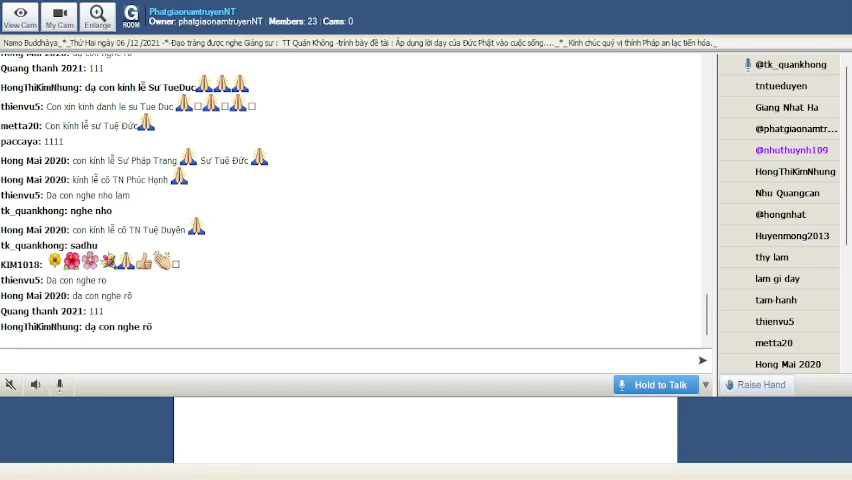 View Cam
My Cam
Enlarge
G
ROOM
PhatgiaonamtruyenNT
Owner: phatgiaonamtruyenNT | Members: 23 | Cams: 0
Namo Buddhàya_*_Thứ Hai ngày 06 /12 /2021 -*-Đạo tràng được nghe Giảng sư : TT Quán Không -trình bày đề tài : Áp dụng lời dạy của Đức Phật vào cuộc sống...._*_Kính chúc quý vị thính Pháp an lạc tiến hóa._
Quang thanh 2021: 111
HongThiKimNhung: dạ con kính lễ Sư TueDuc
thienvu5: Con xin kinh danh le su Tue Duc
metta20: Con kính lễ sư Tuệ Đức
paccaya: 1111
Hong Mai 2020: con kính lễ Sư Pháp Trang Sư Tuệ Đức
Hong Mai 2020: kính lễ cô TN Phúc Hạnh
thienvu5: Da con nghe nho lam
tk_quankhong: nghe nho
Hong Mai 2020: con kính lễ cô TN Tuệ Duyên
tk_quankhong: sadhu
KIM1018:
thienvu5: Da con nghe ro
Hong Mai 2020: da con nghe rõ
Quang thanh 2021: 111
HongThiKimNhung: dạ con nghe rõ
@tk_quankhong
tntueduyen
Giang Nhat Ha
@phatgiaonamtr...
@nhuthuynh109
HongThiKimNhung
Nhu Quangcan
@hongnhat
Huyenmong2013
thy lam
lam gi day
tam-hanh
thienvu5
metta20
Hong Mai 2020
Hold to Talk
Raise Hand